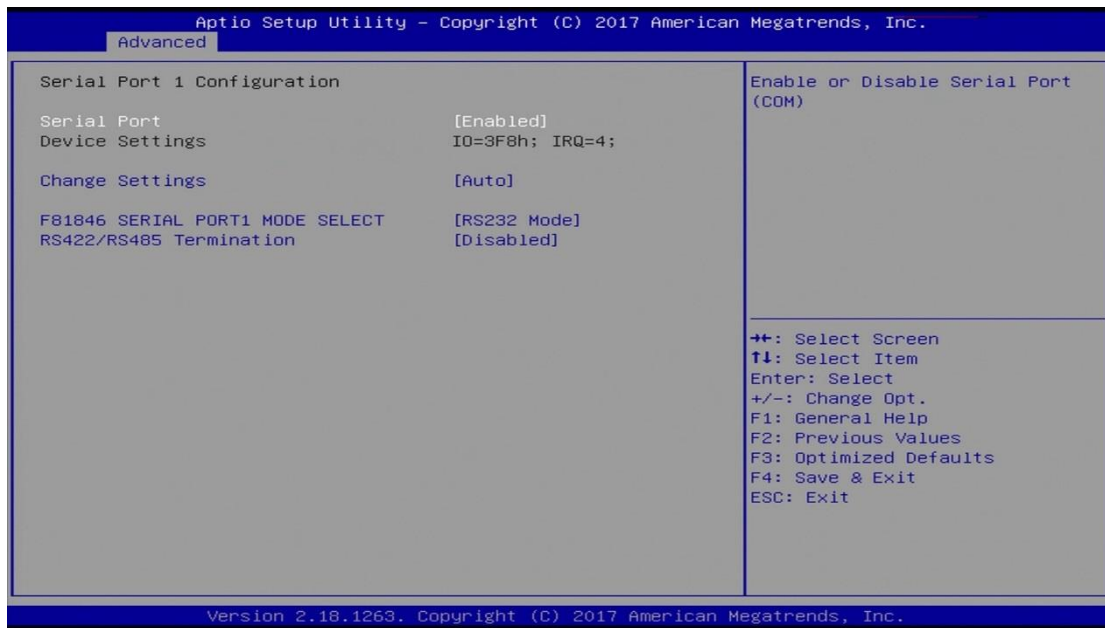 Aptio Setup Utility – Copyright (C) 2017 American Megatrends, Inc.
Advanced
Serial Port 1 Configuration
Serial Port [Enabled]
Device Settings IO=3F8h; IRQ=4;
Change Settings [Auto]
F81846 SERIAL PORT1 MODE SELECT [RS232 Mode]
RS422/RS485 Termination [Disabled]
Enable or Disable Serial Port
(COM)
→←: Select Screen
↑↓: Select Item
Enter: Select
+/-: Change Opt.
F1: General Help
F2: Previous Values
F3: Optimized Defaults
F4: Save & Exit
ESC: Exit
Version 2.18.1263. Copyright (C) 2017 American Megatrends, Inc.